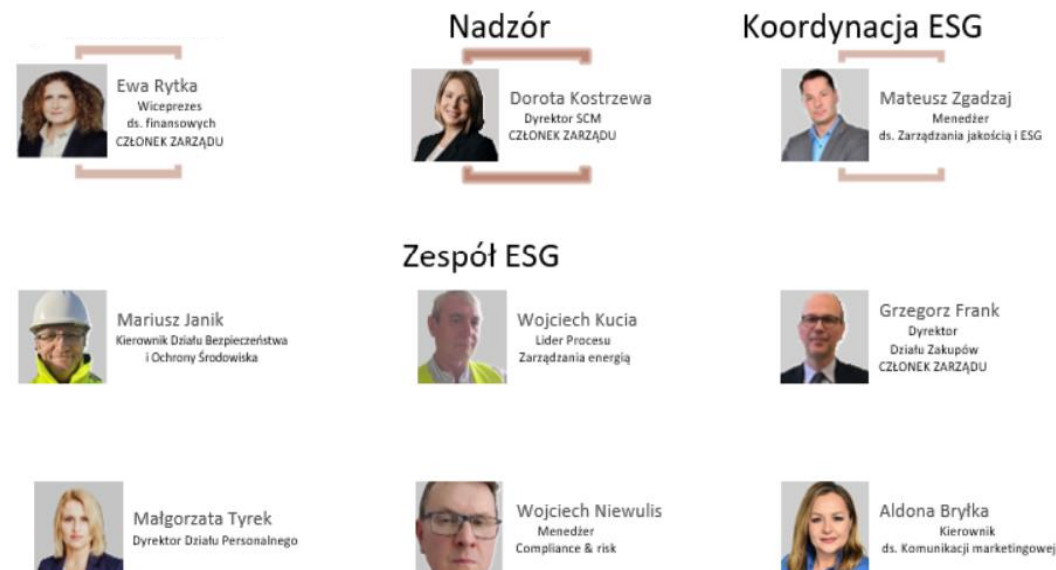 Nadzór
Koordynacja ESG
Ewa Rytka
Wiceprezes
ds. finansowych
CZŁONEK ZARZĄDU
Dorota Kostrzewa
Dyrektor SCM
CZŁONEK ZARZĄDU
Mateusz Zgadzaj
Menedżer
ds. Zarządzania jakością i ESG
Zespół ESG
Mariusz Janik
Kierownik Działu Bezpieczeństwa
i Ochrony Środowiska
Wojciech Kucia
Lider Procesu
Zarządzania energią
Grzegorz Frank
Dyrektor
Działu Zakupów
CZŁONEK ZARZĄDU
Małgorzata Tyrek
Dyrektor Działu Personalnego
Wojciech Niewulis
Menedżer
Compliance & risk
Aldona Bryłka
Kierownik
ds. Komunikacji marketingowej